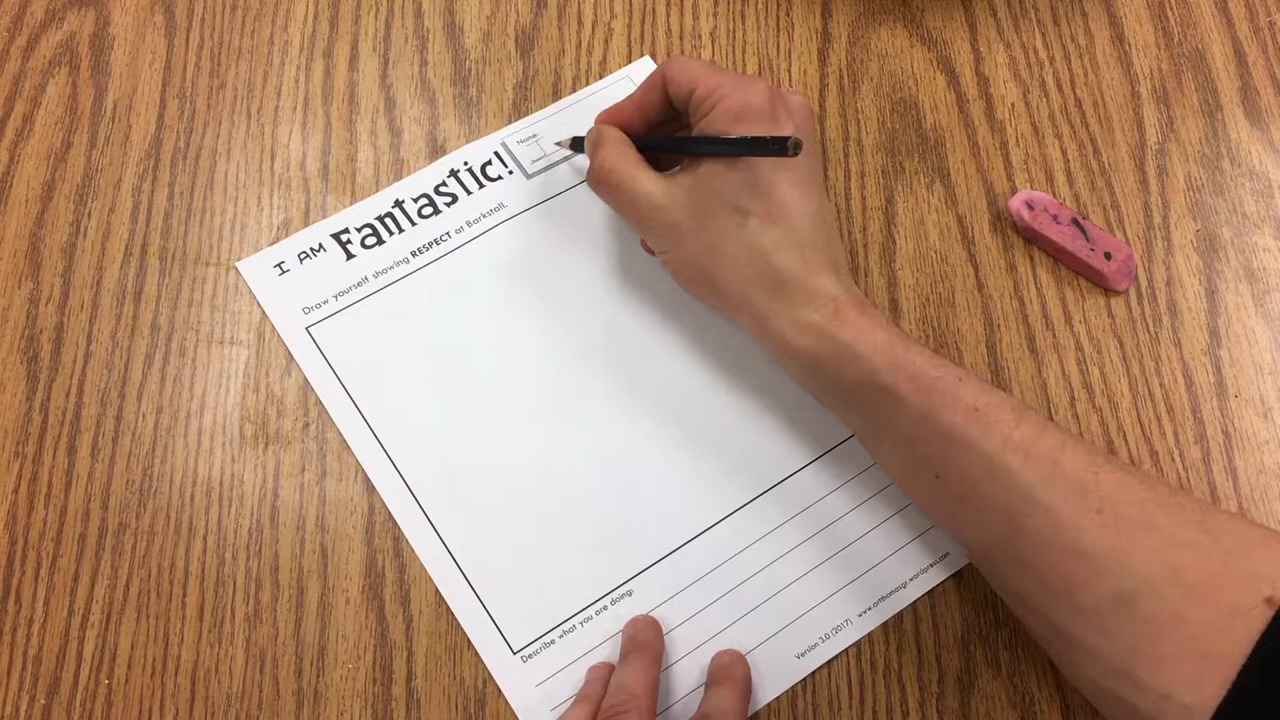 I AM Fantastic!
Name:
Draw yourself showing RESPECT at Barkstall.
Describe what you are doing:
Version 3.0 (2017) www.artthomasgr.wordpress.com